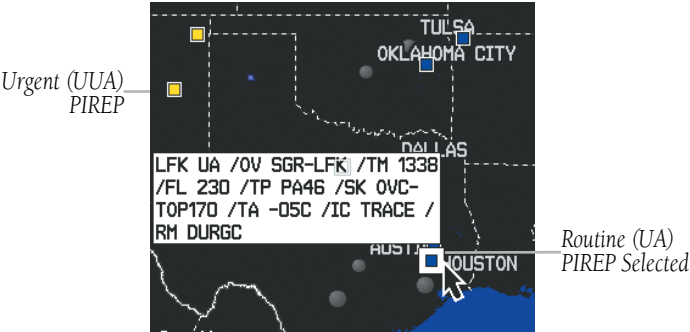 TULSA
OKLAHOMA CITY
Urgent (UUA)
PIREP
DALLAS
LFK UA /OV SGR-LFK /TM 1338
/FL 230 /TP PA46 /SK OVC-
TOP170 /TA -05C /IC TRACE /
RM DURGC
Routine (UA)
PIREP Selected
HOUSTON